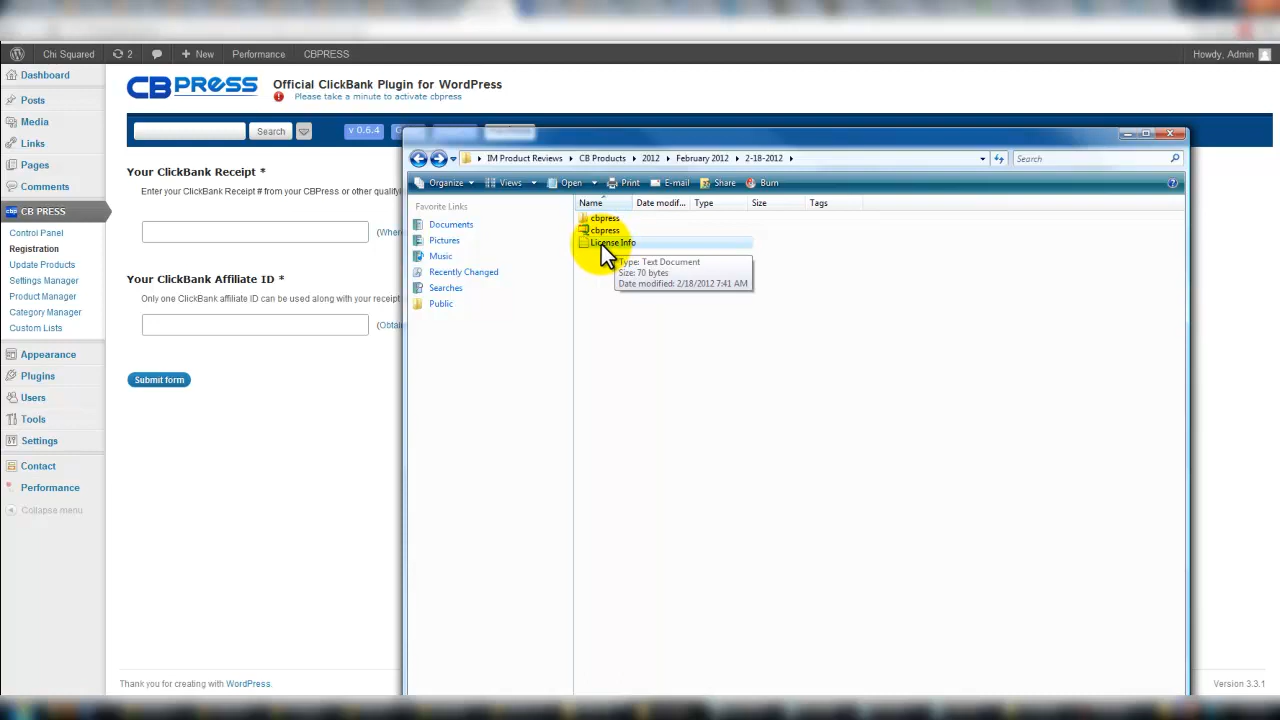 Chi Squared 2 + New Performance CBPRESS Howdy, Admin
Dashboard
Posts
Media
Links
Pages
Comments
CB PRESS
Control Panel
Registration
Update Products
Settings Manager
Product Manager
Category Manager
Custom Lists
Appearance
Plugins
Users
Tools
Settings
Contact
Performance
Collapse menu
CBPRESS
Official ClickBank Plugin for WordPress
Please take a minute to activate cbpress
Search v 0.6.4
Your ClickBank Receipt *
Enter your ClickBank Receipt # from your CBPress or other qualify
Your ClickBank Affiliate ID *
Only one ClickBank affiliate ID can be used along with your receipt
Submit form
IM Product Reviews CB Products 2012 February 2012 2-18-2012 Search
Organize Views Open Print E-mail Share Burn
Favorite Links
Documents
Pictures
Music
Recently Changed
Searches
Public
Name Date modif... Type Size Tags
cbpress
cbpress
License Info
Type: Text Document
Size: 70 bytes
Date modified: 2/18/2012 7:41 AM
Thank you for creating with WordPress. Version 3.3.1